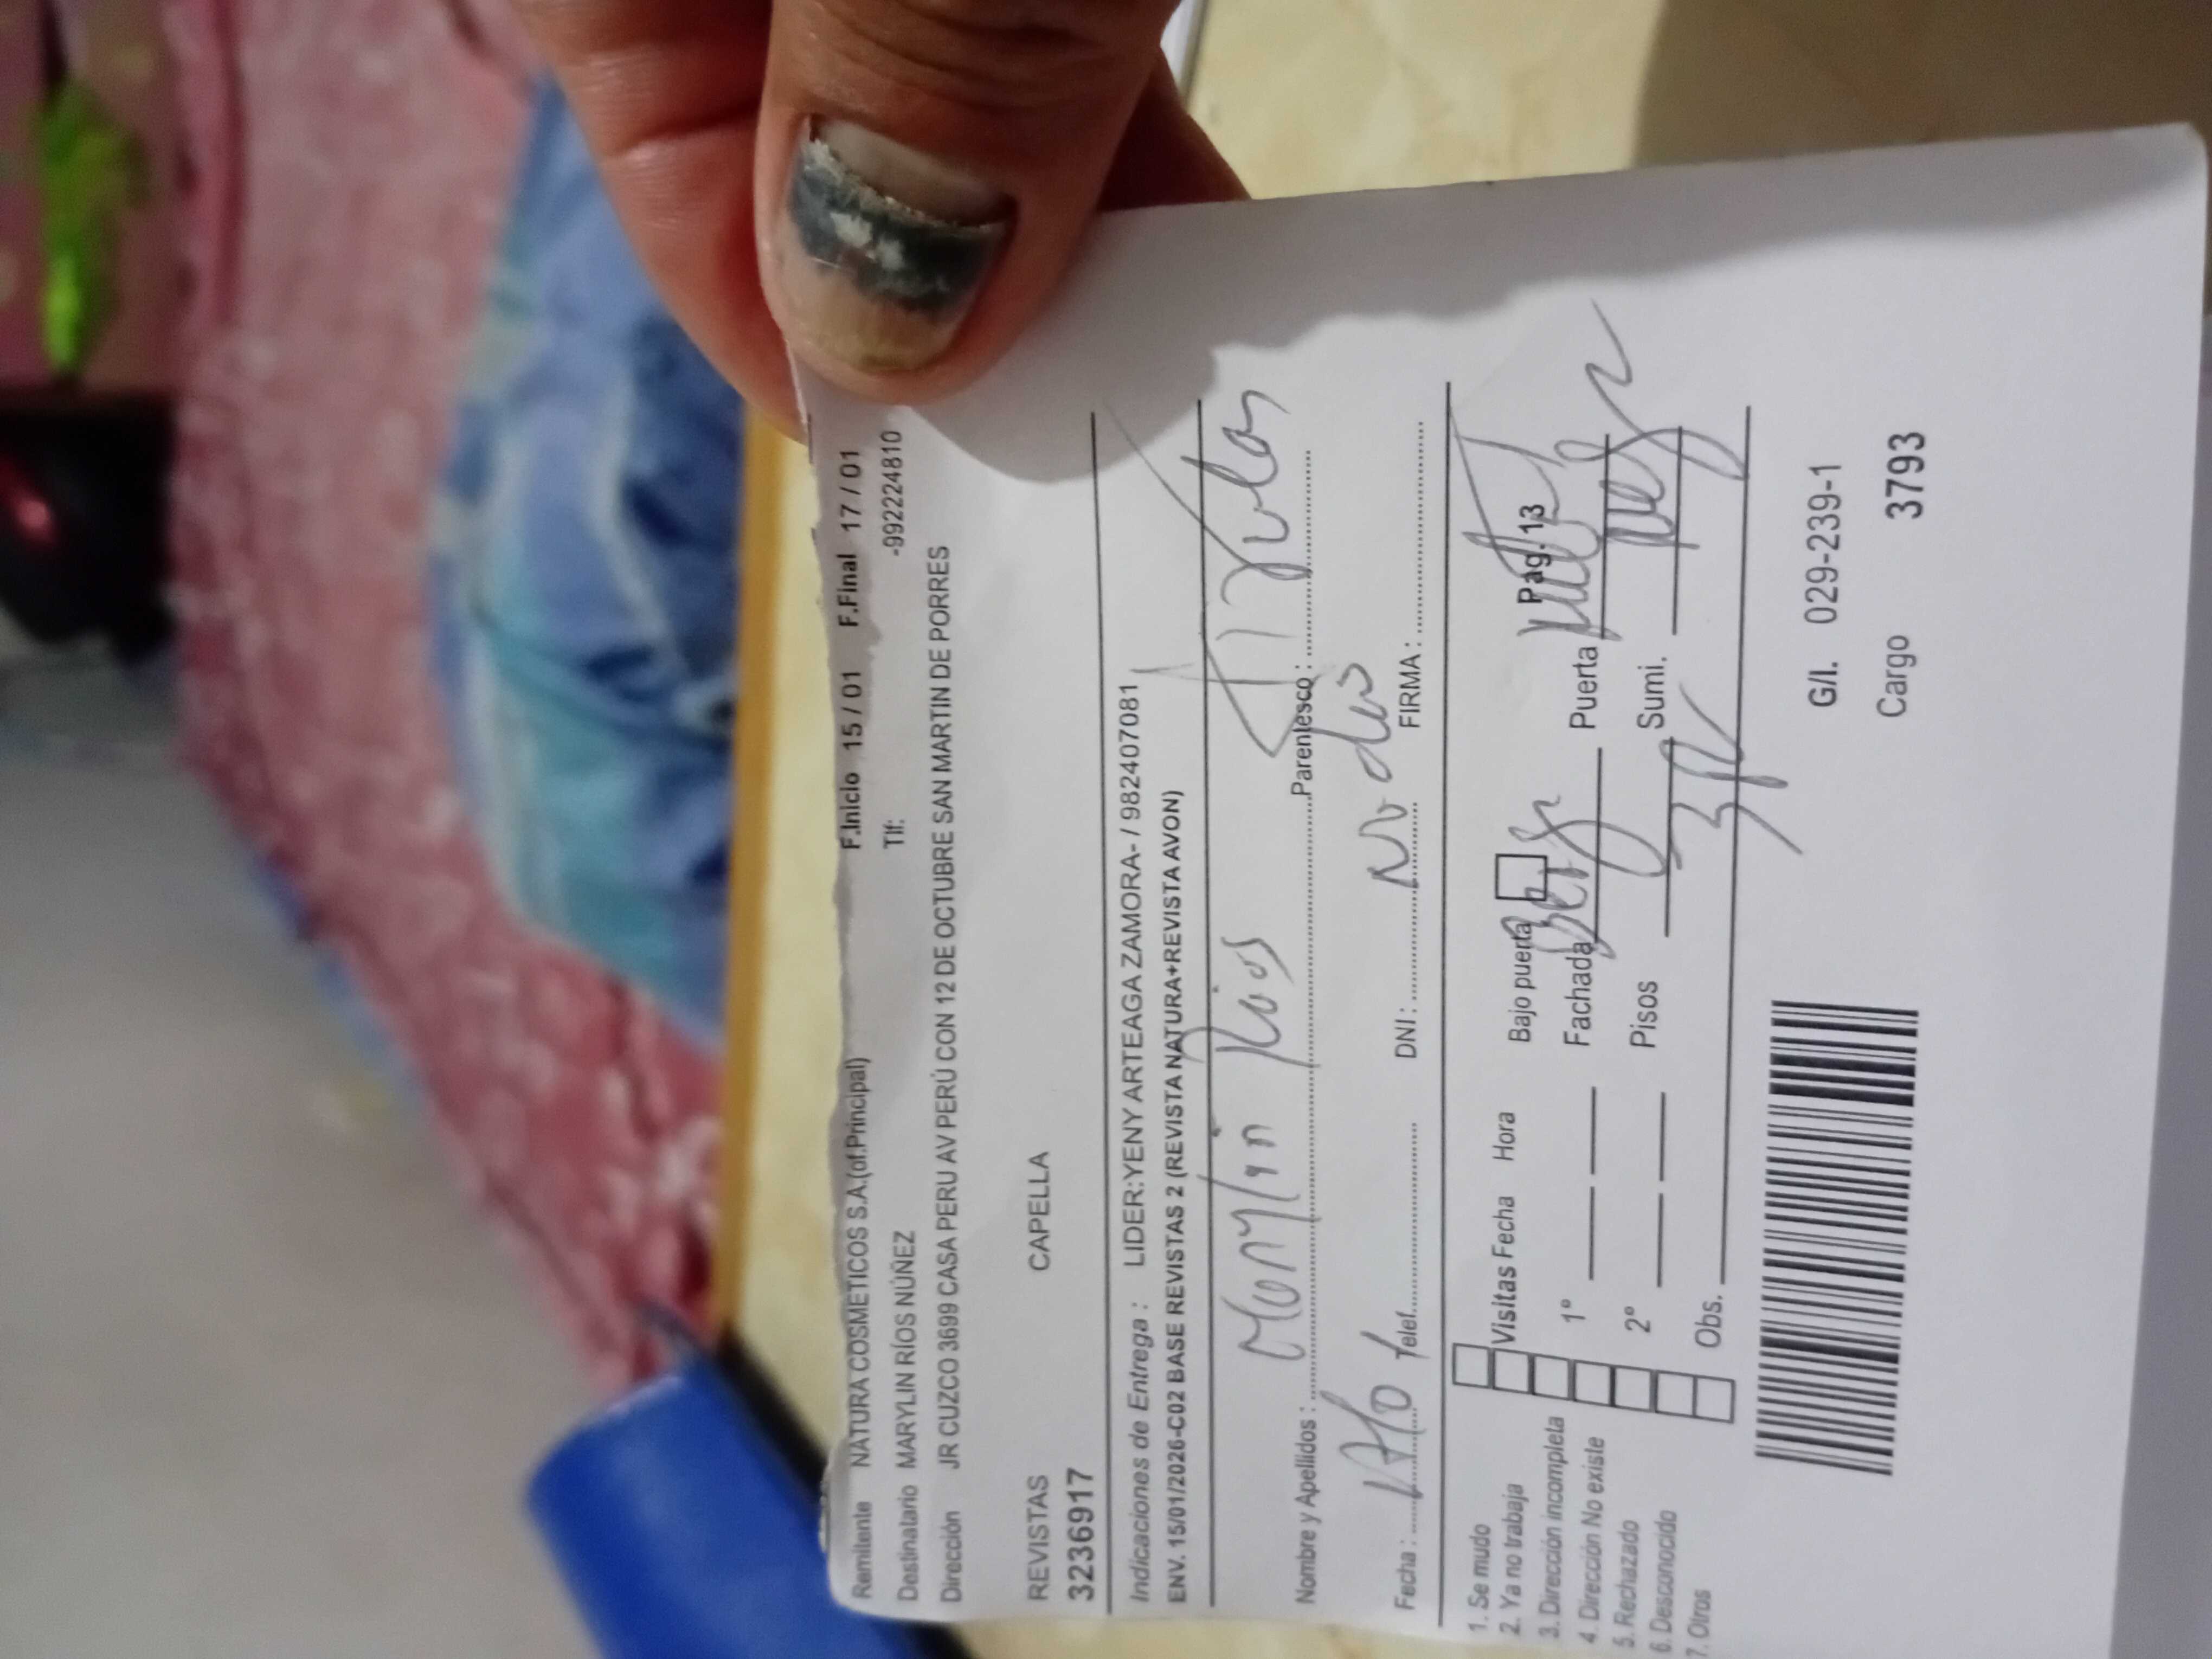 Remitente NATURA COSMETICOS S.A.(of.Principal) F.Inicio 15 / 01 F.Final 17 / 01
Destinatario MARYLIN RÍOS NÚÑEZ Tlf: -992224810
Dirección JR CUZCO 3699 CASA PERU AV PERÚ CON 12 DE OCTUBRE SAN MARTIN DE PORRES
REVISTAS CAPELLA
3236917
Indicaciones de Entrega : LIDER:YENY ARTEAGA ZAMORA- / 982407081
ENV. 15/01/2026-C02 BASE REVISTAS 2 (REVISTA NATURA+REVISTA AVON)
Nombre y Apellidos : Marylin Rios Parentesco :
Fecha : Telef. DNI : FIRMA :
1. Se mudo
2. Ya no trabaja
3. Dirección incompleta
4. Dirección No existe
5. Rechazado
6. Desconocido
7. Otros
Visitas Fecha Hora Bajo puerta Pag. 13
1º Fachada Puerta
2º Pisos Sumi.
Obs.
G/I. 029-239-1
Cargo 3793